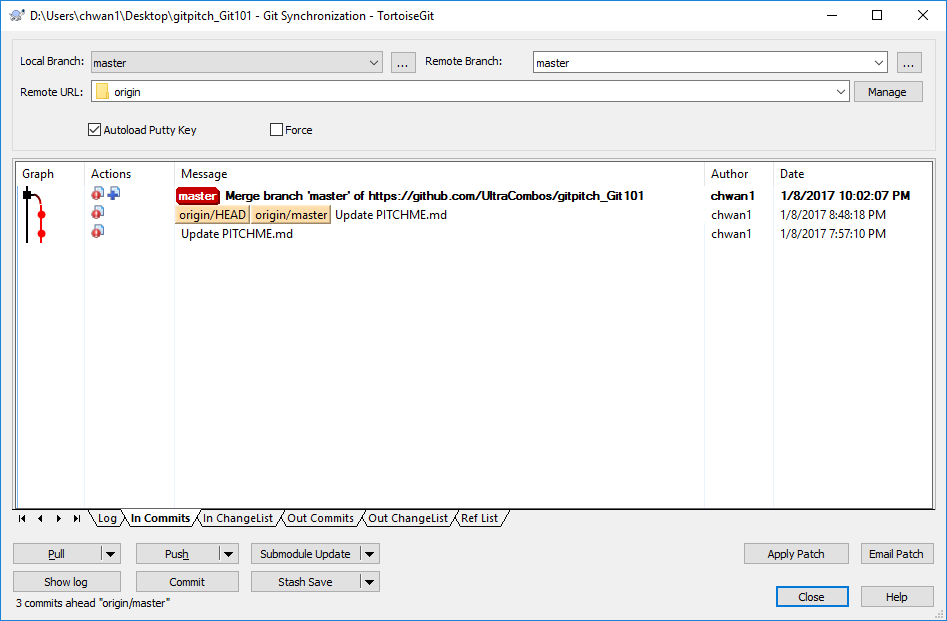 D:\Users\chwan1\Desktop\gitpitch_Git101 - Git Synchronization - TortoiseGit
Local Branch: master ... Remote Branch: master ...
Remote URL: origin Manage
Autoload Putty Key Force
Graph Actions Message Author Date
master Merge branch 'master' of https://github.com/UltraCombos/gitpitch_Git101 chwan1 1/8/2017 10:02:07 PM
origin/HEAD origin/master Update PITCHME.md chwan1 1/8/2017 8:48:18 PM
Update PITCHME.md chwan1 1/8/2017 7:57:10 PM
Log In Commits In ChangeList Out Commits Out ChangeList Ref List
Pull Push Submodule Update Apply Patch Email Patch
Show log Commit Stash Save Close Help
3 commits ahead "origin/master"